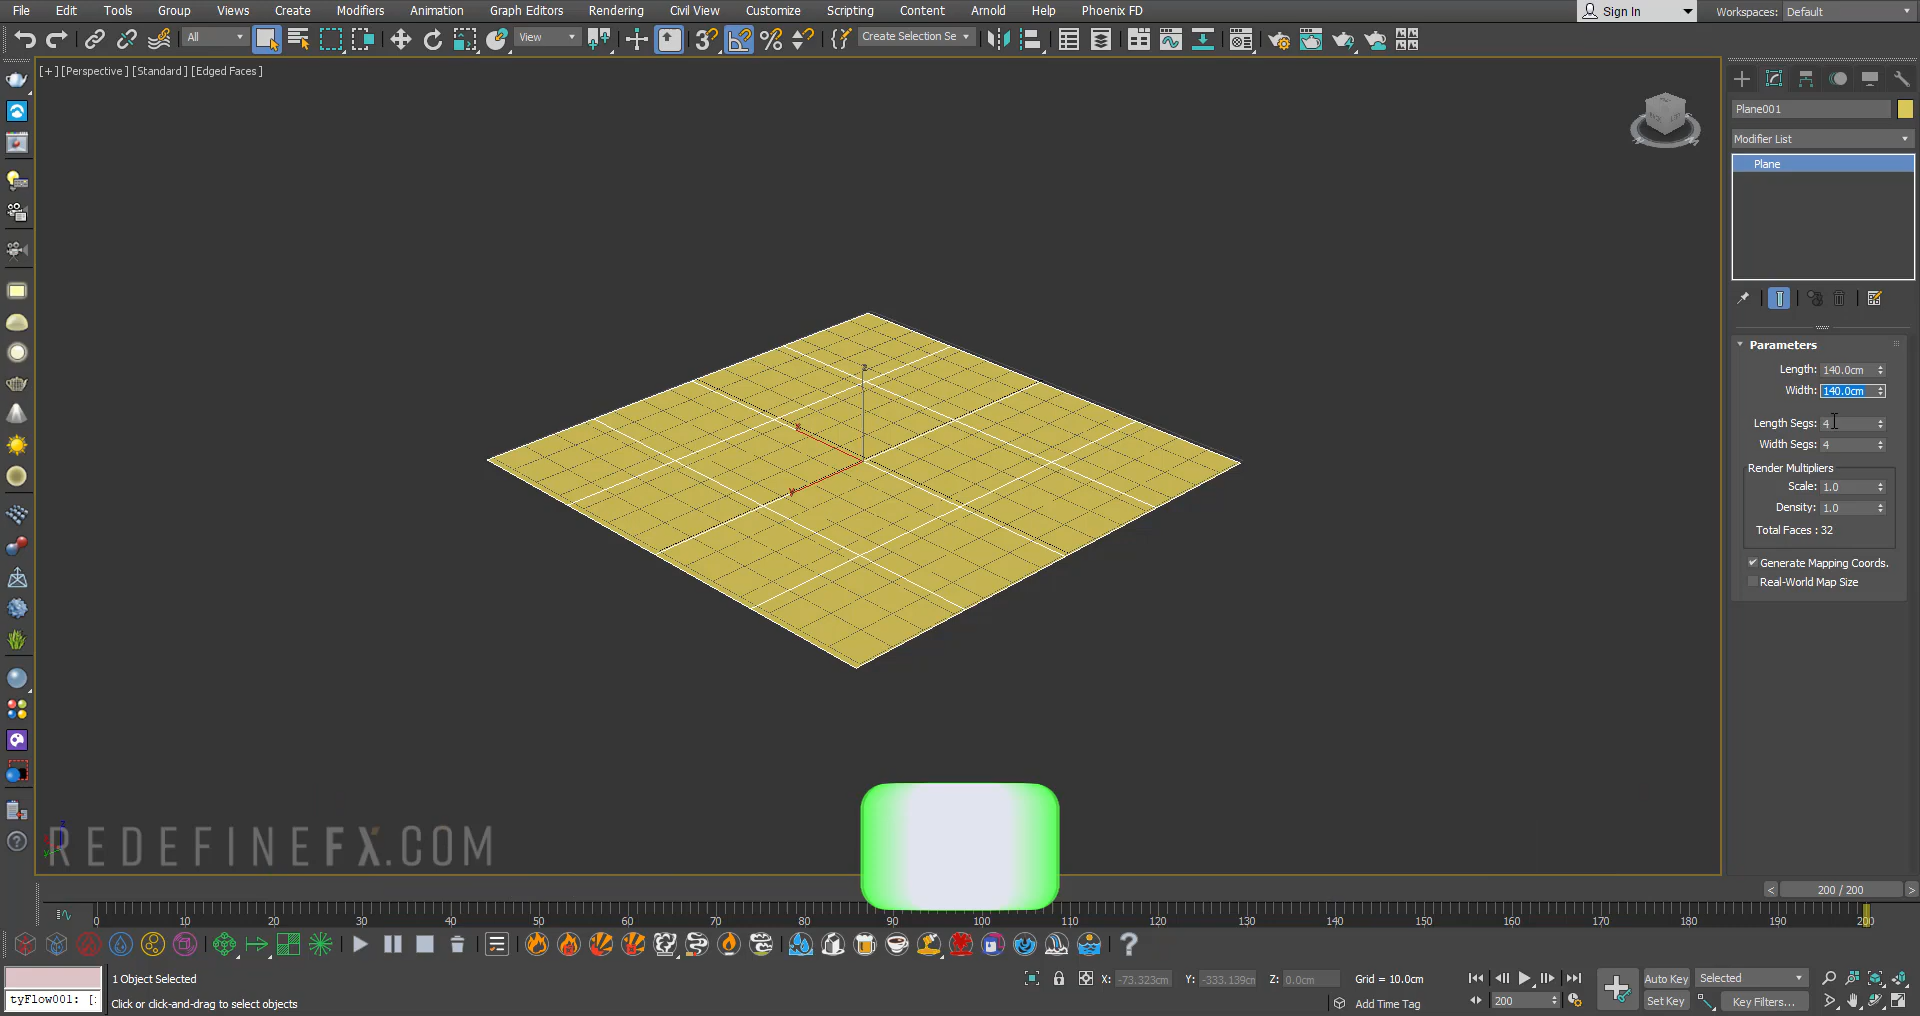 File Edit Tools Group Views Create Modifiers Animation Graph Editors Rendering Civil View Customize Scripting Content Arnold Help Phoenix FD Sign In Workspaces: Default
All View Create Selection Se
[+] [Perspective ] [Standard ] [Edged Faces ]
Plane001
Modifier List
Plane
Parameters
Length: 140.0cm
Width: 140.0cm
Length Segs: 4
Width Segs: 4
Render Multipliers
Scale: 1.0
Density: 1.0
Total Faces : 32
Generate Mapping Coords.
Real-World Map Size
REDEFINEFX.COM
200 / 200
0 10 20 30 40 50 60 70 80 90 100 110 120 130 140 150 160 170 180 190 200
1 Object Selected X: -73.323cm Y: -333.139cm Z: 0.0cm Grid = 10.0cm Auto Key Selected
tyFlow001: [: Click or click-and-drag to select objects Add Time Tag 200 Set Key Key Filters...